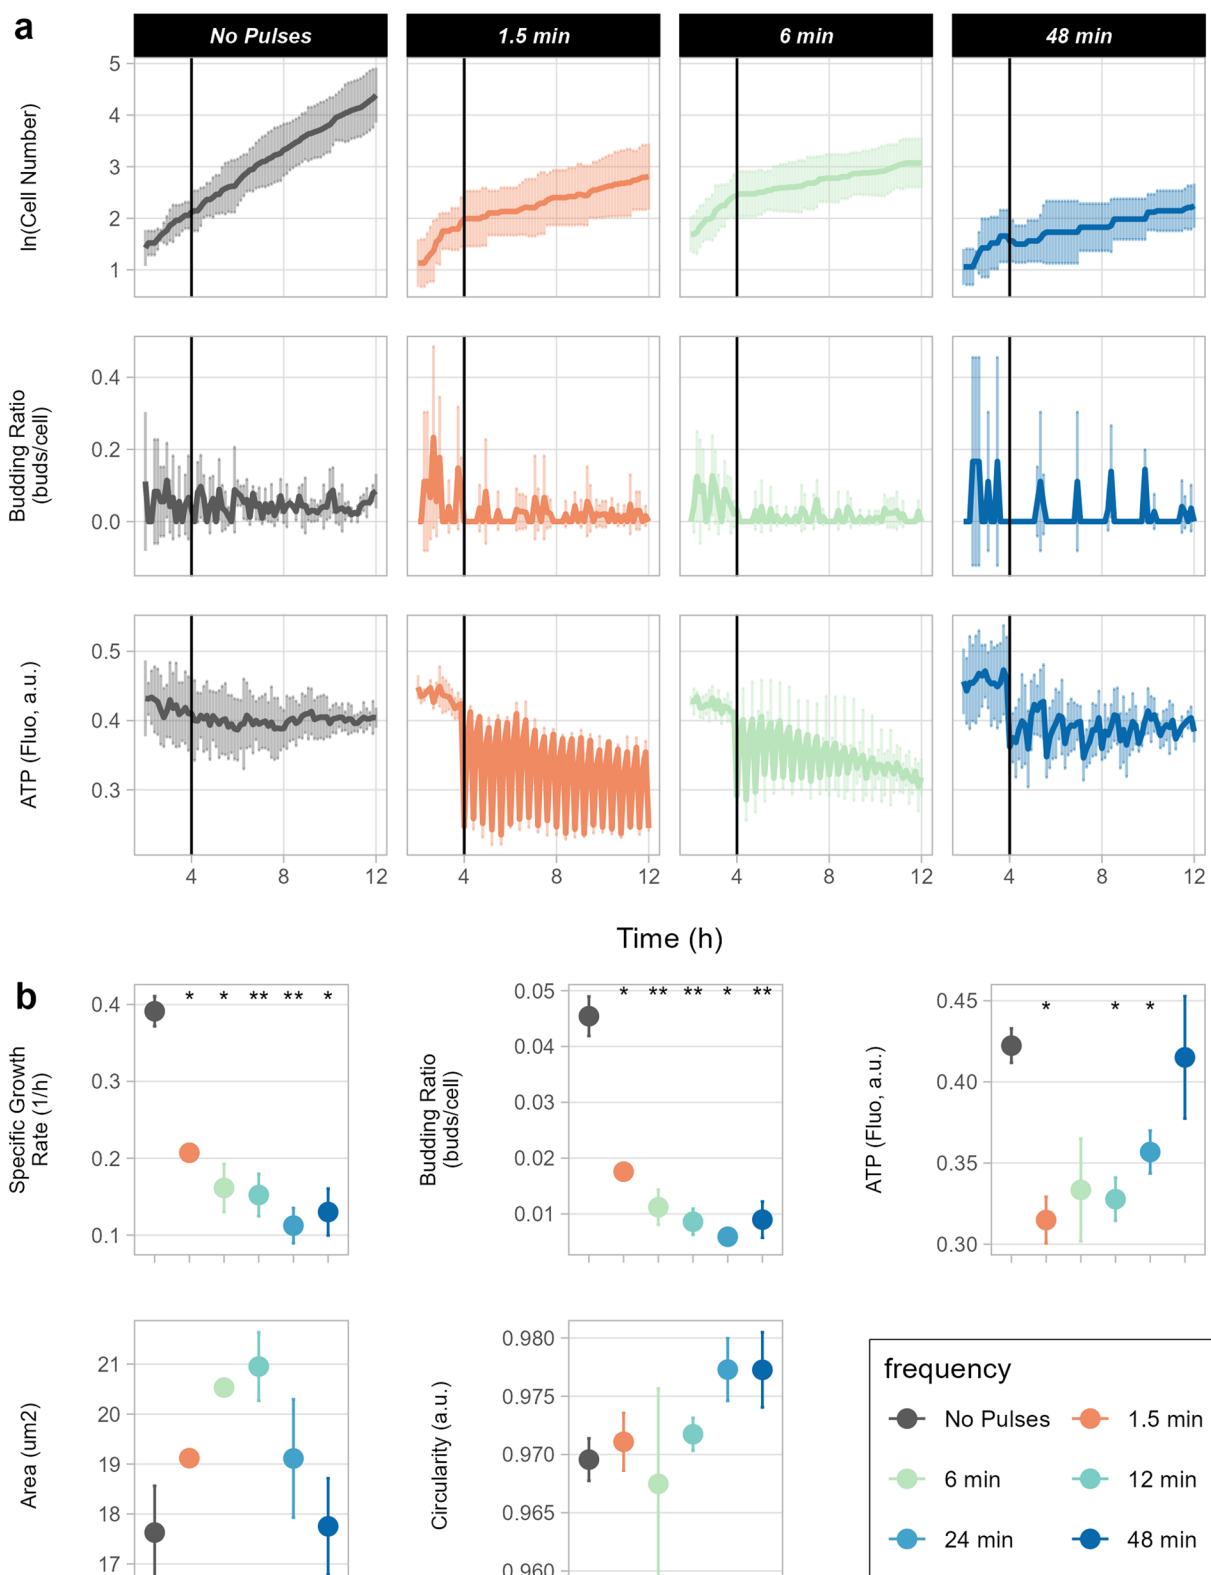 a
No Pulses 1.5 min 6 min 48 min
ln(Cell Number)
5
4
3
2
1
Budding Ratio
(buds/cell)
0.4
0.2
0.0
ATP (Fluo, a.u.)
0.5
0.4
0.3
4 8 12 4 8 12 4 8 12 4 8 12
Time (h)
b
Specific Growth
Rate (1/h)
0.4
0.3
0.2
0.1
* * ** ** *
Budding Ratio
(buds/cell)
0.05
0.04
0.03
0.02
0.01
* ** ** * **
ATP (Fluo, a.u.)
0.45
0.40
0.35
0.30
* * *
Area (um2)
21
20
19
18
17
Circularity (a.u.)
0.980
0.975
0.970
0.965
0.960
frequency
No Pulses 1.5 min
6 min 12 min
24 min 48 min